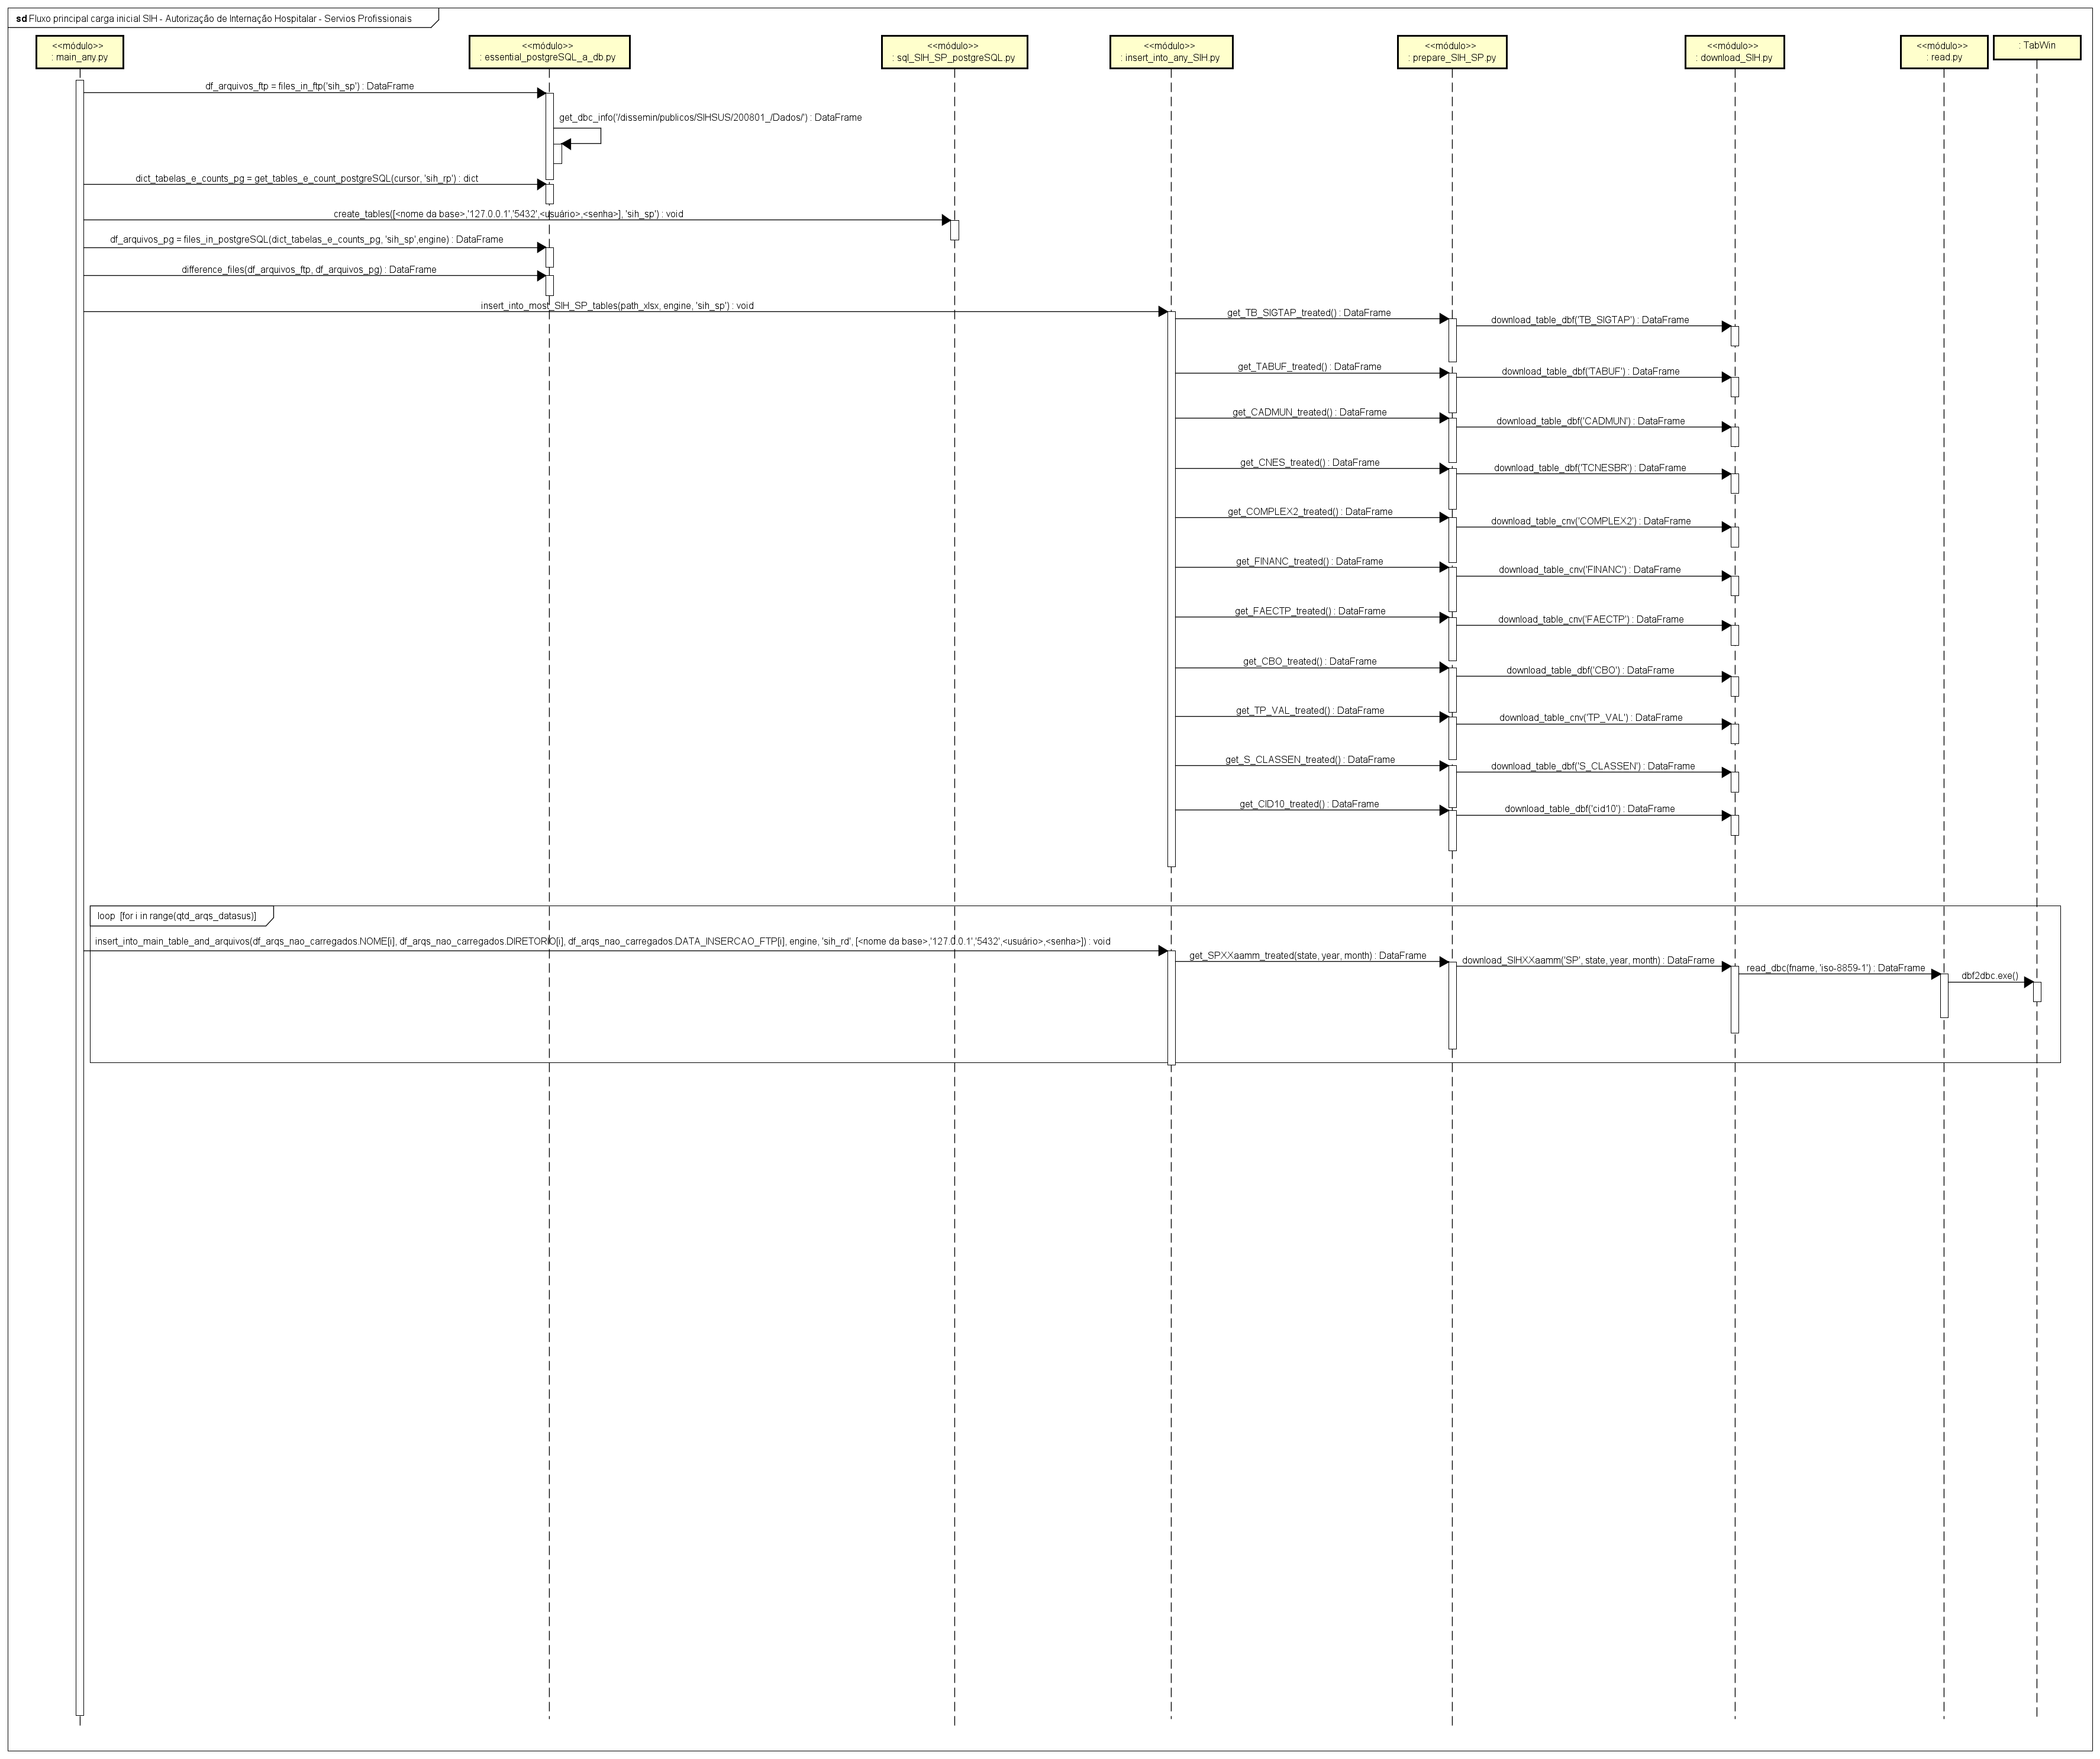 sd Fluxo principal carga inicial SIH - Autorização de Internação Hospitalar - Servios Profissionais
<<módulo>>
: main_any.py
<<módulo>>
: essential_postgreSQL_a_db.py
<<módulo>>
: sql_SIH_SP_postgreSQL.py
<<módulo>>
: insert_into_any_SIH.py
<<módulo>>
: prepare_SIH_SP.py
<<módulo>>
: download_SIH.py
<<módulo>>
: read.py
: TabWin
df_arquivos_ftp = files_in_ftp('sih_sp') : DataFrame
get_dbc_info('/dissemin/publicos/SIHSUS/200801_/Dados/') : DataFrame
dict_tabelas_e_counts_pg = get_tables_e_count_postgreSQL(cursor, 'sih_rp') : dict
create_tables([<nome da base>,'127.0.0.1','5432',<usuário>,<senha>], 'sih_sp') : void
df_arquivos_pg = files_in_postgreSQL(dict_tabelas_e_counts_pg, 'sih_sp',engine) : DataFrame
difference_files(df_arquivos_ftp, df_arquivos_pg) : DataFrame
insert_into_most_SIH_SP_tables(path_xlsx, engine, 'sih_sp') : void
get_TB_SIGTAP_treated() : DataFrame
download_table_dbf('TB_SIGTAP') : DataFrame
get_TABUF_treated() : DataFrame
download_table_dbf('TABUF') : DataFrame
get_CADMUN_treated() : DataFrame
download_table_dbf('CADMUN') : DataFrame
get_CNES_treated() : DataFrame
download_table_dbf('TCNESBR') : DataFrame
get_COMPLEX2_treated() : DataFrame
download_table_cnv('COMPLEX2') : DataFrame
get_FINANC_treated() : DataFrame
download_table_cnv('FINANC') : DataFrame
get_FAECTP_treated() : DataFrame
download_table_cnv('FAECTP') : DataFrame
get_CBO_treated() : DataFrame
download_table_dbf('CBO') : DataFrame
get_TP_VAL_treated() : DataFrame
download_table_cnv('TP_VAL') : DataFrame
get_S_CLASSEN_treated() : DataFrame
download_table_dbf('S_CLASSEN') : DataFrame
get_CID10_treated() : DataFrame
download_table_dbf('cid10') : DataFrame
loop [for i in range(qtd_arqs_datasus)]
insert_into_main_table_and_arquivos(df_arqs_nao_carregados.NOME[i], df_arqs_nao_carregados.DIRETORIO[i], df_arqs_nao_carregados.DATA_INSERCAO_FTP[i], engine, 'sih_rd', [<nome da base>,'127.0.0.1','5432',<usuário>,<senha>]) : void
get_SPXXaamm_treated(state, year, month) : DataFrame
download_SIHXXaamm('SP', state, year, month) : DataFrame
read_dbc(fname, 'iso-8859-1') : DataFrame
dbf2dbc.exe()